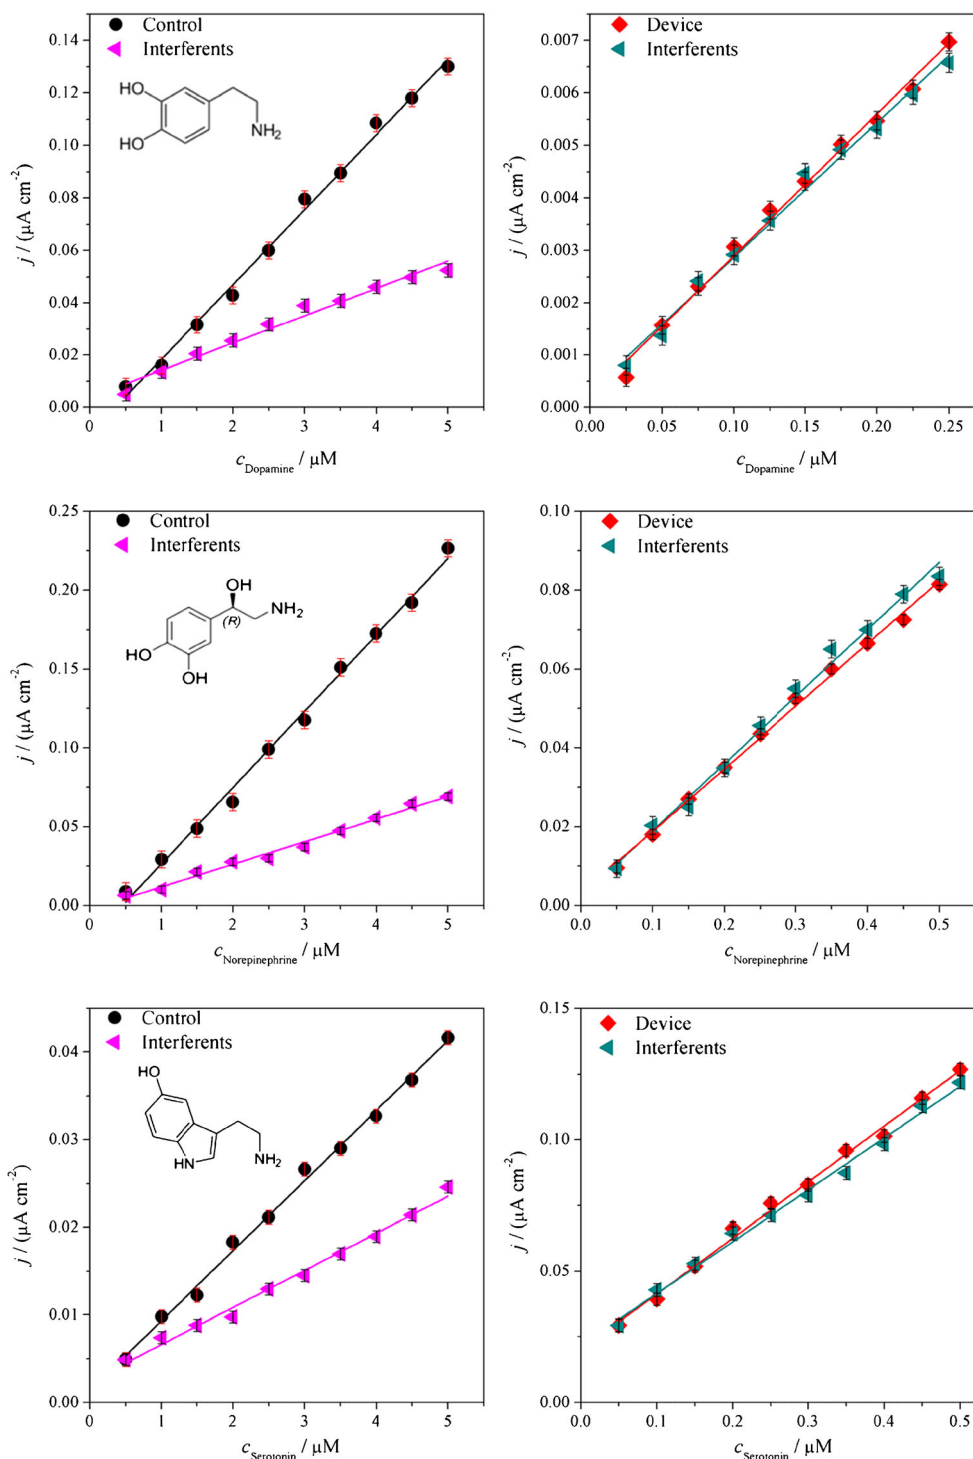 Control
Interferents
0.14
0.12
0.10
0.08
0.06
0.04
0.02
0.00
j / (μA cm-2)
HO
HO
NH2
0 1 2 3 4 5
cDopamine / μM
Device
Interferents
0.007
0.006
0.005
0.004
0.003
0.002
0.001
0.000
j / (μA cm-2)
0.00 0.05 0.10 0.15 0.20 0.25
cDopamine / μM
Control
Interferents
0.25
0.20
0.15
0.10
0.05
0.00
j / (μA cm-2)
OH
NH2
(R)
HO
OH
0 1 2 3 4 5
cNorepinephrine / μM
Device
Interferents
0.10
0.08
0.06
0.04
0.02
0.00
j / (μA cm-2)
0.0 0.1 0.2 0.3 0.4 0.5
cNorepinephrine / μM
Control
Interferents
0.04
0.03
0.02
0.01
0.00
j / (μA cm-2)
HO
HN
NH2
0 1 2 3 4 5
cSerotonin / μM
Device
Interferents
0.15
0.10
0.05
0.00
j / (μA cm-2)
0.0 0.1 0.2 0.3 0.4 0.5
cSerotonin / μM